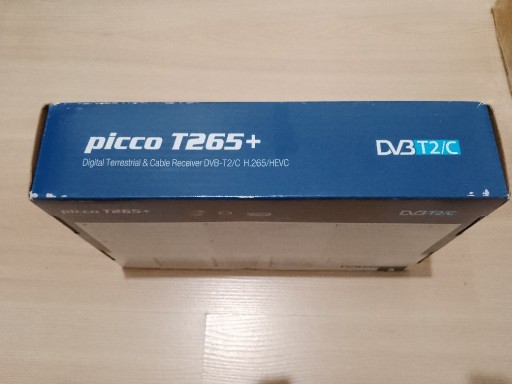 picco T265+
Digital Terrestrial & Cable Receiver DVB-T2/C H.265/HEVC
DVB T2/C
picco T265+
DVB T2/C